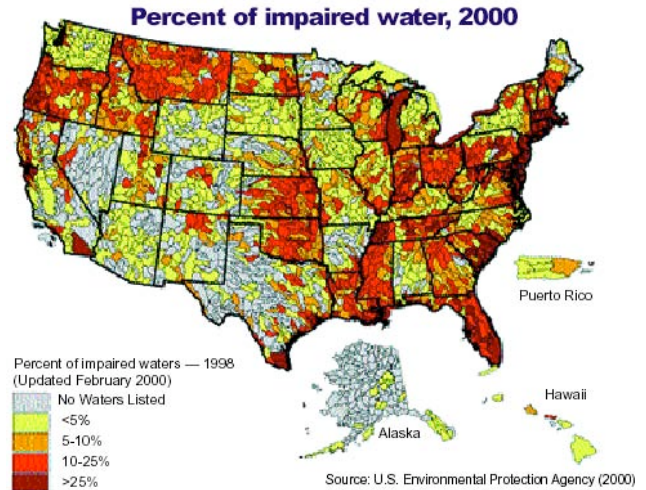 Percent of impaired water, 2000
Puerto Rico
Percent of impaired waters — 1998
(Updated February 2000)
No Waters Listed
<5%
5-10%
10-25%
>25%
Alaska
Hawaii
Source: U.S. Environmental Protection Agency (2000)